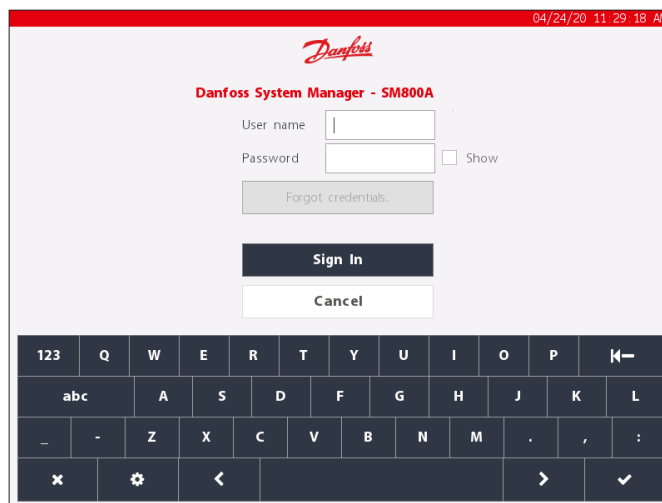 04/24/20 11:29:18 AM
Danfoss
Danfoss System Manager - SM800A
User name
Password
Show
Forgot credentials..
Sign In
Cancel
123 Q W E R T Y U I O P
abc A S D F G H J K L
_ - Z X C V B N M . , :